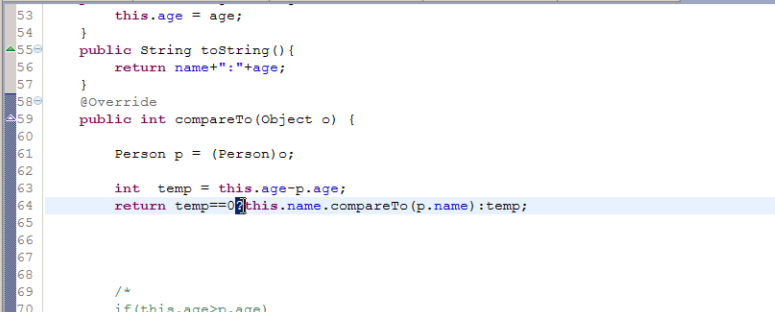 53 this.age = age;
54 }
55 public String toString(){
56 return name+":"+age;
57 }
58 @Override
59 public int compareTo(Object o) {
60
61 Person p = (Person)o;
62
63 int  temp = this.age-p.age;
64 return temp==0?this.name.compareTo(p.name):temp;
65
66
67
68
69 /*
70 if(this.age>p.age)